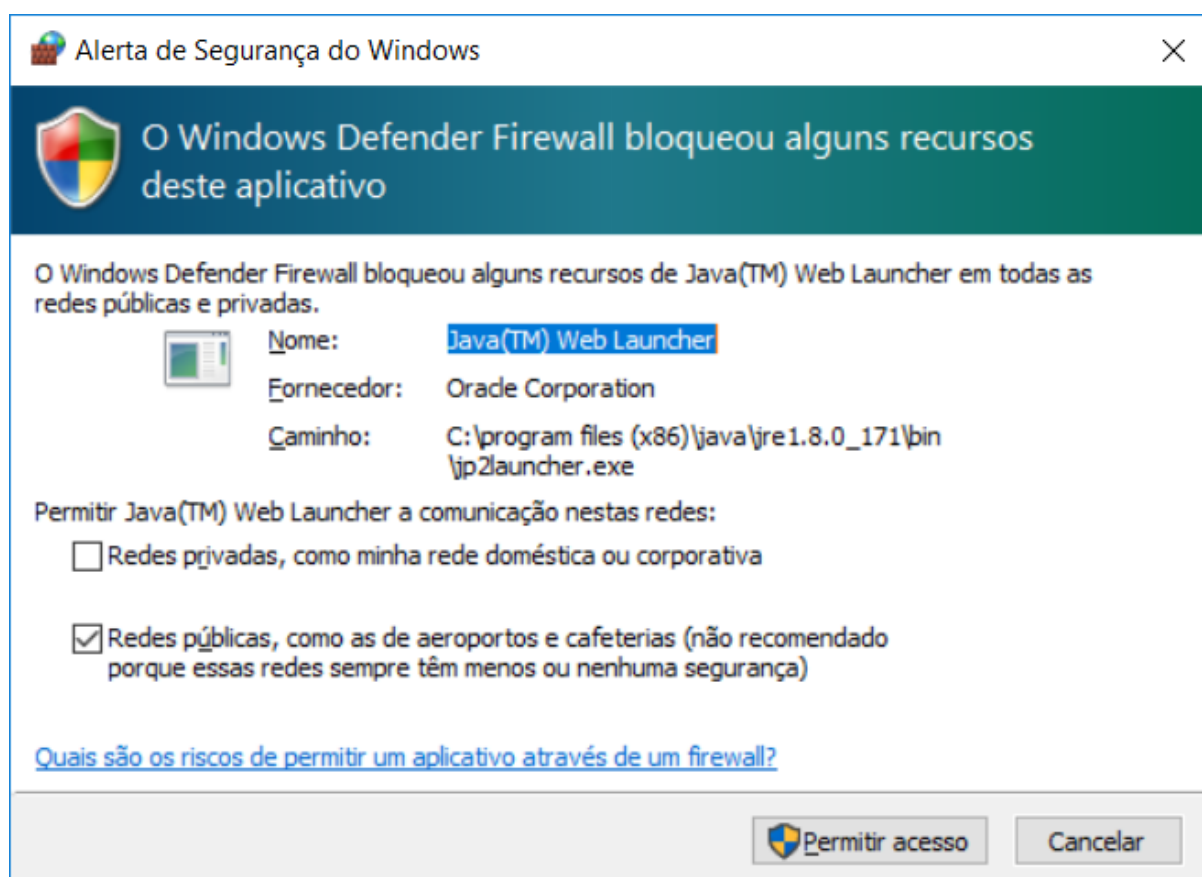 Alerta de Segurança do Windows
O Windows Defender Firewall bloqueou alguns recursos
deste aplicativo
O Windows Defender Firewall bloqueou alguns recursos de Java(TM) Web Launcher em todas as
redes públicas e privadas.
Nome: Java(TM) Web Launcher
Fornecedor: Oracle Corporation
Caminho: C:\program files (x86)\java\jre1.8.0_171\bin
\jp2launcher.exe
Permitir Java(TM) Web Launcher a comunicação nestas redes:
Redes privadas, como minha rede doméstica ou corporativa
Redes públicas, como as de aeroportos e cafeterias (não recomendado
porque essas redes sempre têm menos ou nenhuma segurança)
Quais são os riscos de permitir um aplicativo através de um firewall?
Permitir acesso Cancelar